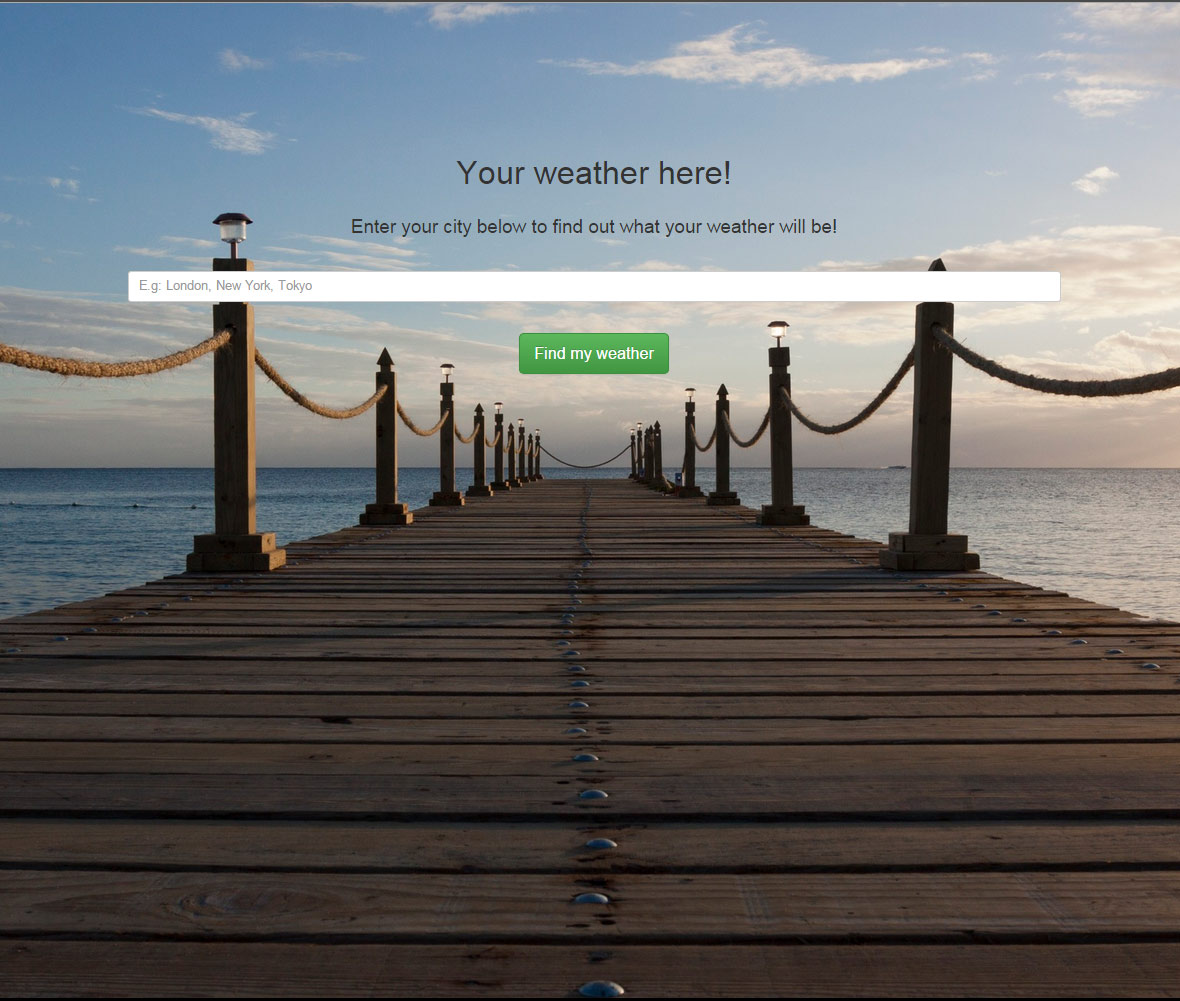 Your weather here!
Enter your city below to find out what your weather will be!
E.g: London, New York, Tokyo
Find my weather